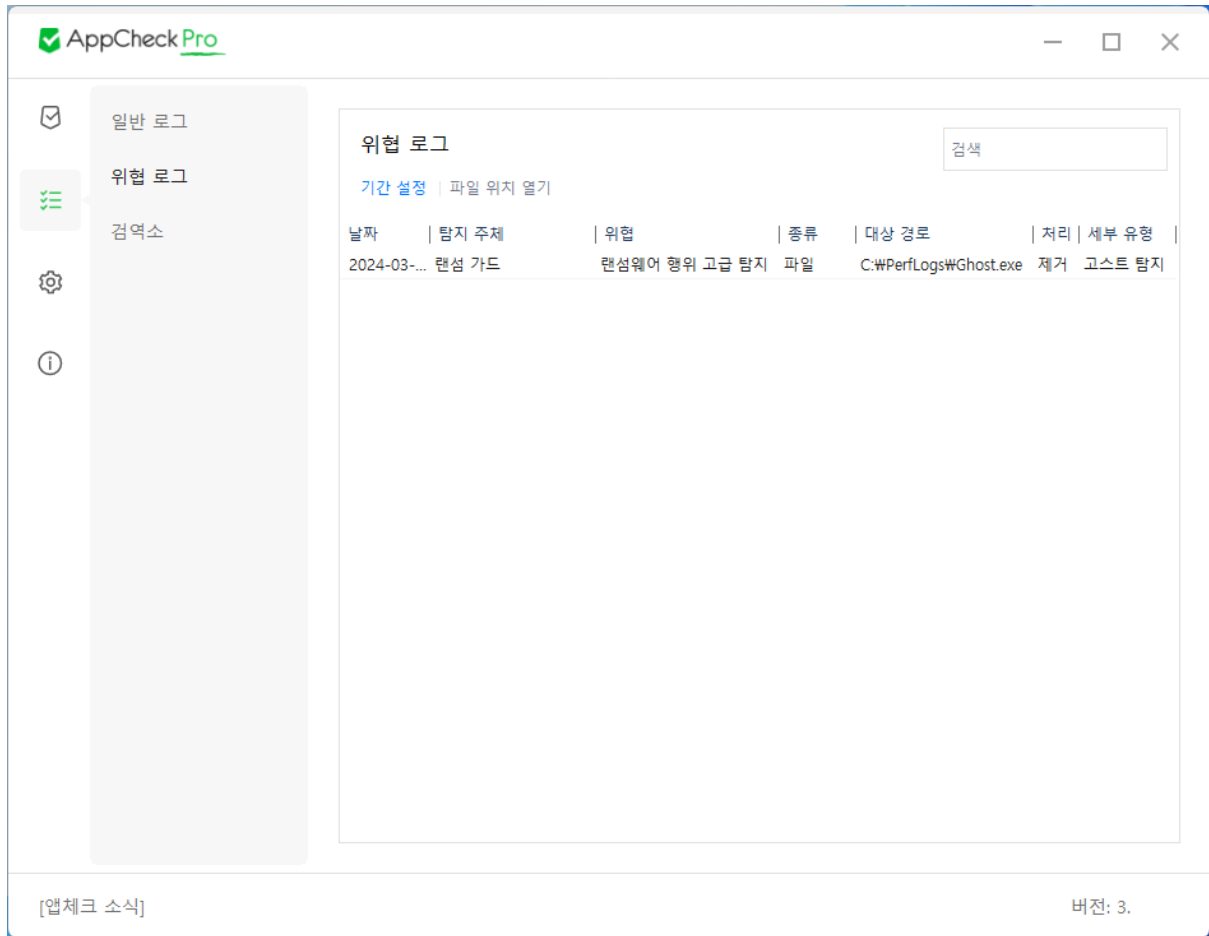 AppCheck Pro
일반 로그
위협 로그
검역소
위협 로그
검색
기간 설정 | 파일 위치 열기
날짜 | 탐지 주체 | 위협 | 종류 | 대상 경로 | 처리 | 세부 유형 |
2024-03-... 랜섬 가드 랜섬웨어 행위 고급 탐지 파일 C:₩PerfLogs₩Ghost.exe 제거 고스트 탐지
[앱체크 소식]
버전: 3.